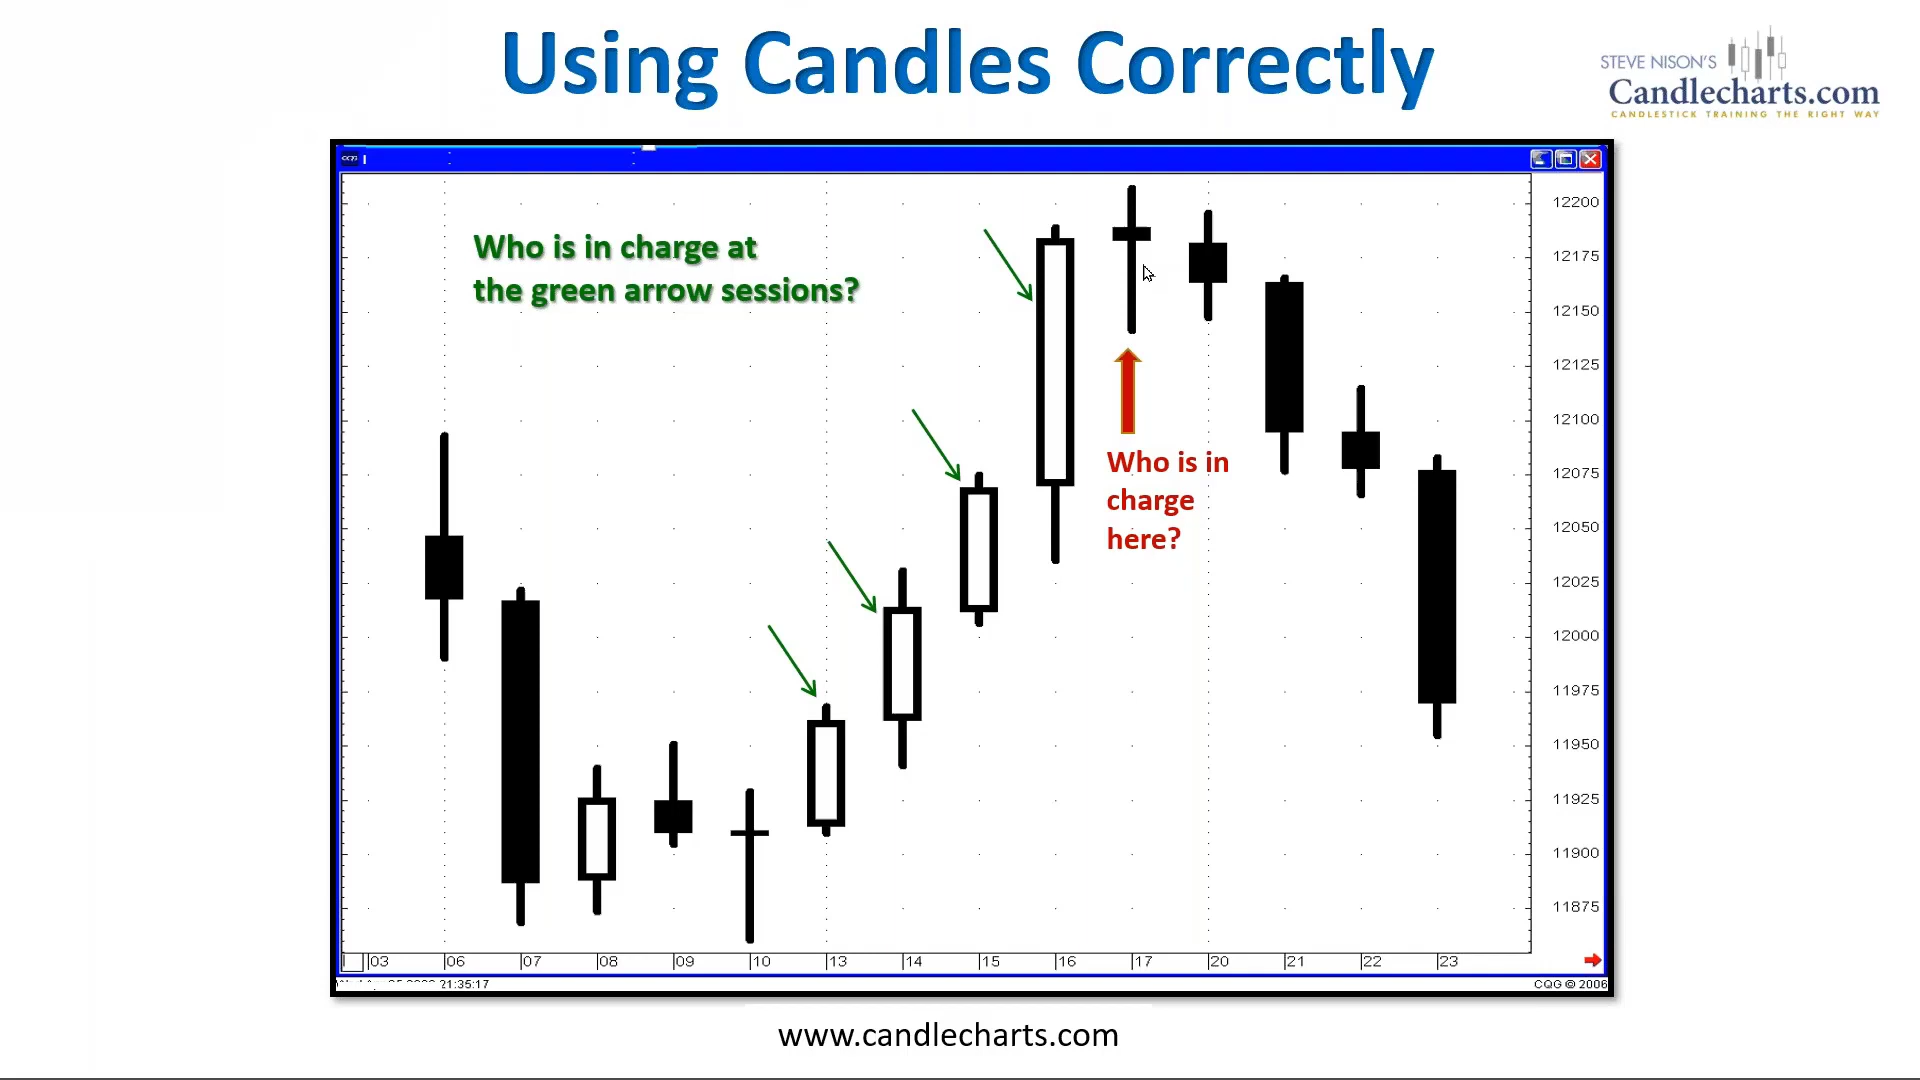 Using Candles Correctly
STEVE NISON'S
Candlecharts.com
CANDLESTICK TRAINING THE RIGHT WAY
CQG
Who is in charge at
the green arrow sessions?
Who is in
charge
here?
12200
12175
12150
12125
12100
12075
12050
12025
12000
11975
11950
11925
11900
11875
03 06 07 08 09 10 13 14 15 16 17 20 21 22 23
21:35:17
CQG © 2006
www.candlecharts.com